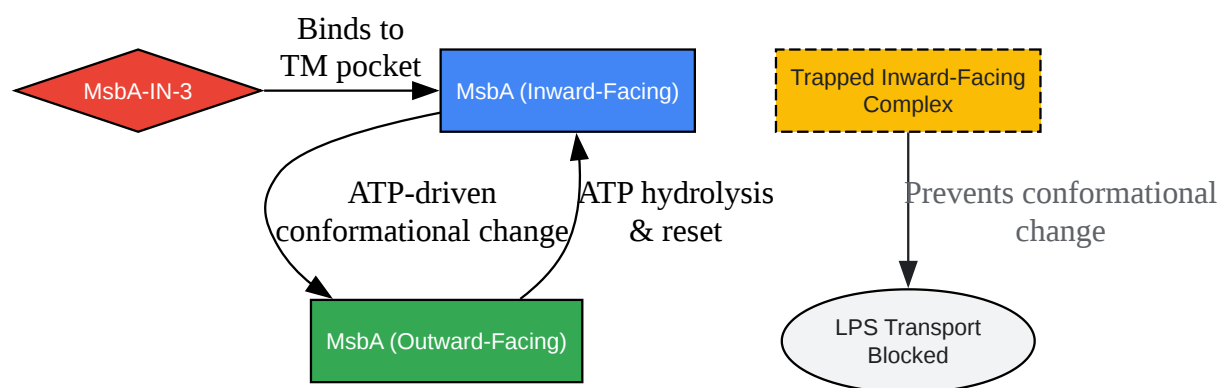 Binds to
TM pocket
MsbA-IN-3
MsbA (Inward-Facing)
Trapped Inward-Facing
Complex
ATP-driven
conformational change
ATP hydrolysis
& reset
Prevents conformational
change
MsbA (Outward-Facing)
LPS Transport
Blocked